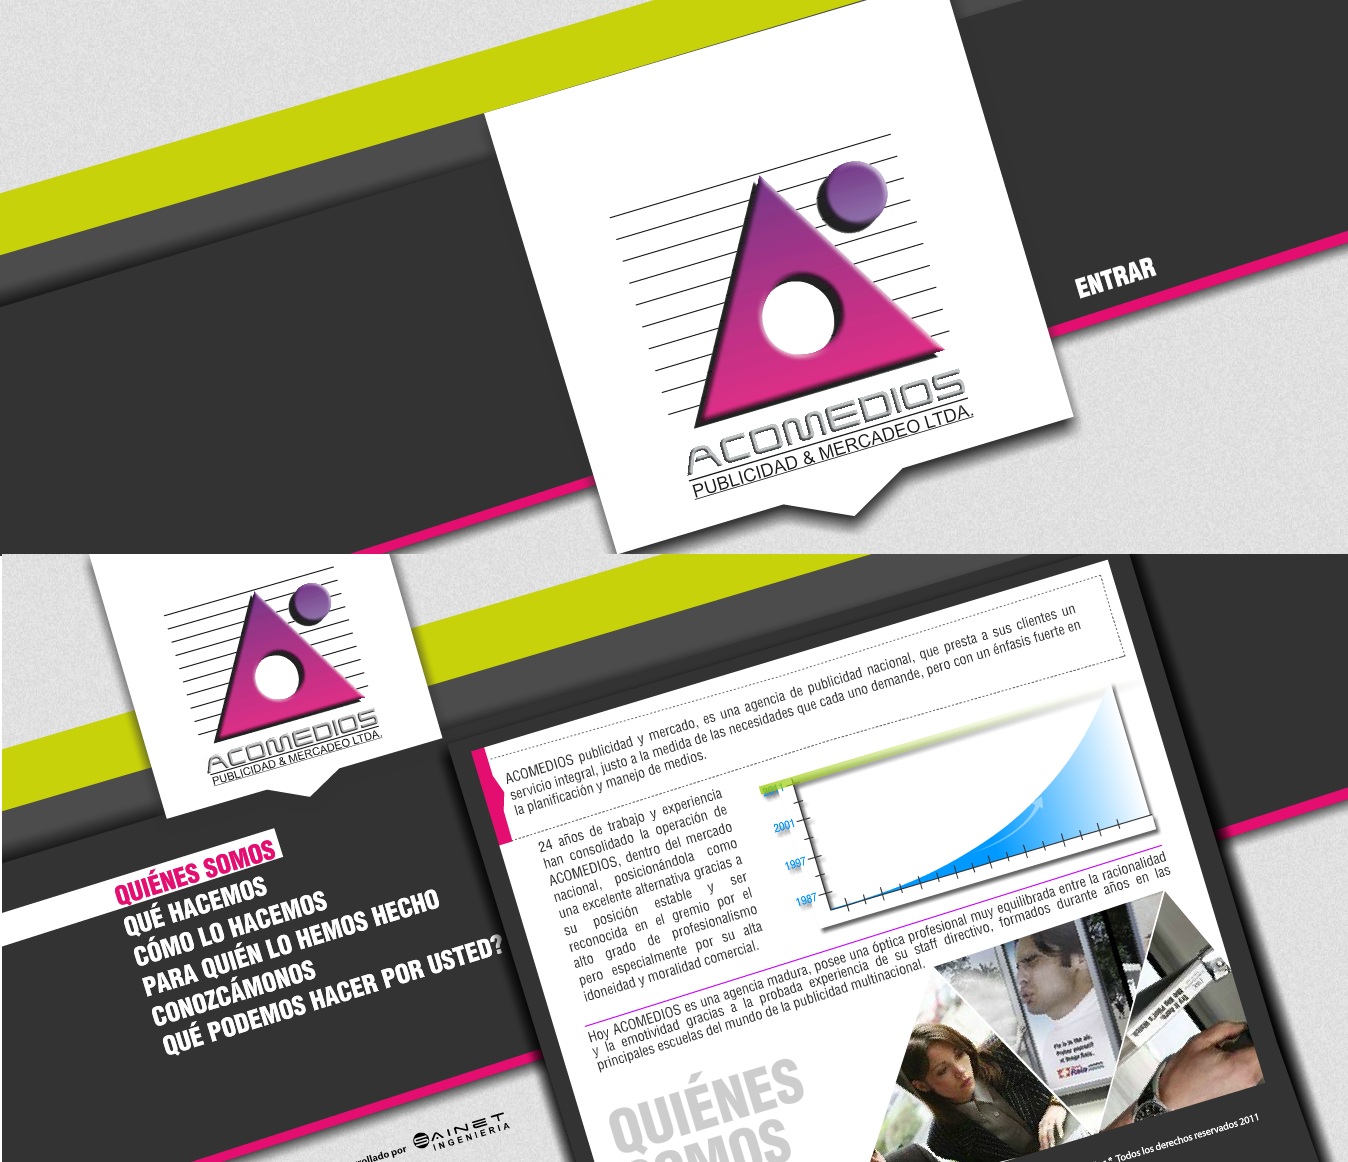 ENTRAR
ACOMEDIOS
PUBLICIDAD & MERCADEO LTDA.
ACOMEDIOS
PUBLICIDAD & MERCADEO LTDA.
QUIÉNES SOMOS
QUÉ HACEMOS
CÓMO LO HACEMOS
PARA QUIÉN LO HEMOS HECHO
CONOZCÁMONOS
QUÉ PODEMOS HACER POR USTED?
ACOMEDIOS publicidad y mercado, es una agencia de publicidad nacional, que presta a sus clientes un
servicio integral, justo a la medida de las necesidades que cada uno demande, pero con un énfasis fuerte en
la planificación y manejo de medios.
24 años de trabajo y experiencia
han consolidado la operación de
ACOMEDIOS, dentro del mercado
nacional, posicionándola como
una excelente alternativa gracias a
su posición estable y ser
reconocida en el gremio por el
alto grado de profesionalismo
pero especialmente por su alta
idoneidad y moralidad comercial.
2001
1997
1987
Hoy ACOMEDIOS es una agencia madura, posee una óptica profesional muy equilibrada entre la racionalidad
y la emotividad gracias a la probada experiencia de su staff directivo, formados durante años en las
principales escuelas del mundo de la publicidad multinacional.
QUIÉNES
SOMOS
rrollado por SAINET
INGENIERIA
Todos los derechos reservados 2011